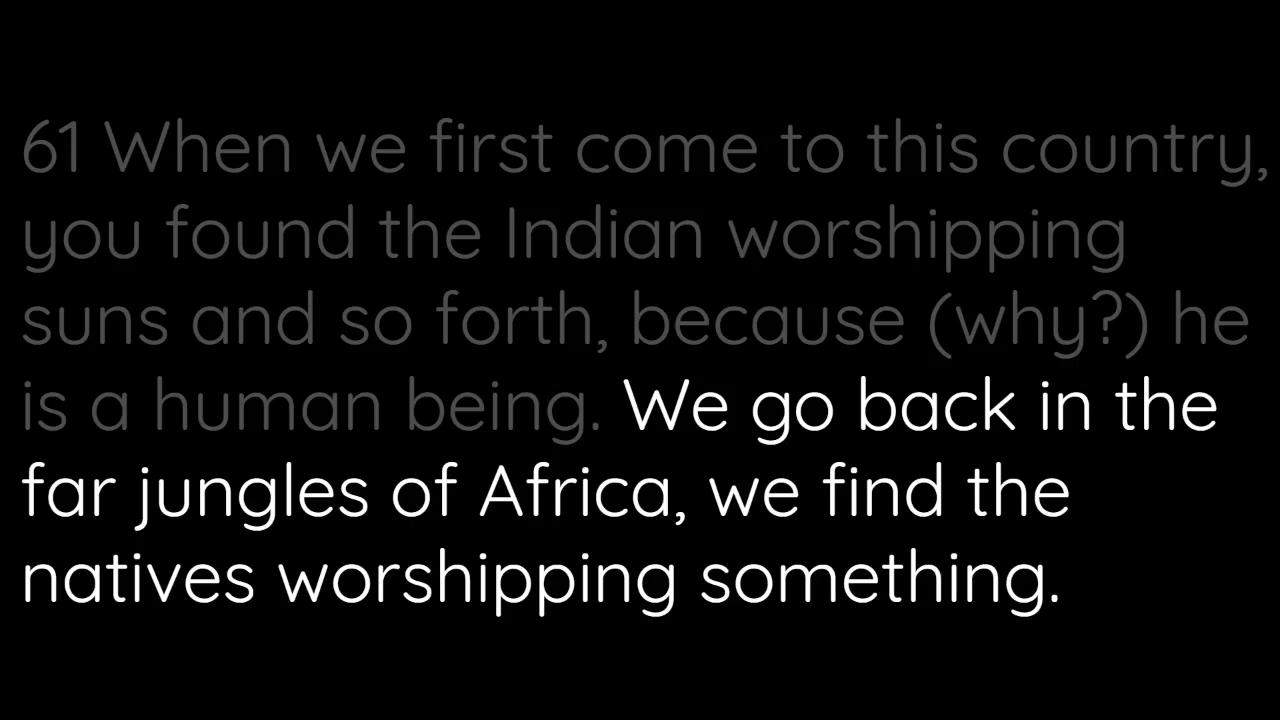 61 When we first come to this country,
you found the Indian worshipping
suns and so forth, because (why?) he
is a human being. We go back in the
far jungles of Africa, we find the
natives worshipping something.